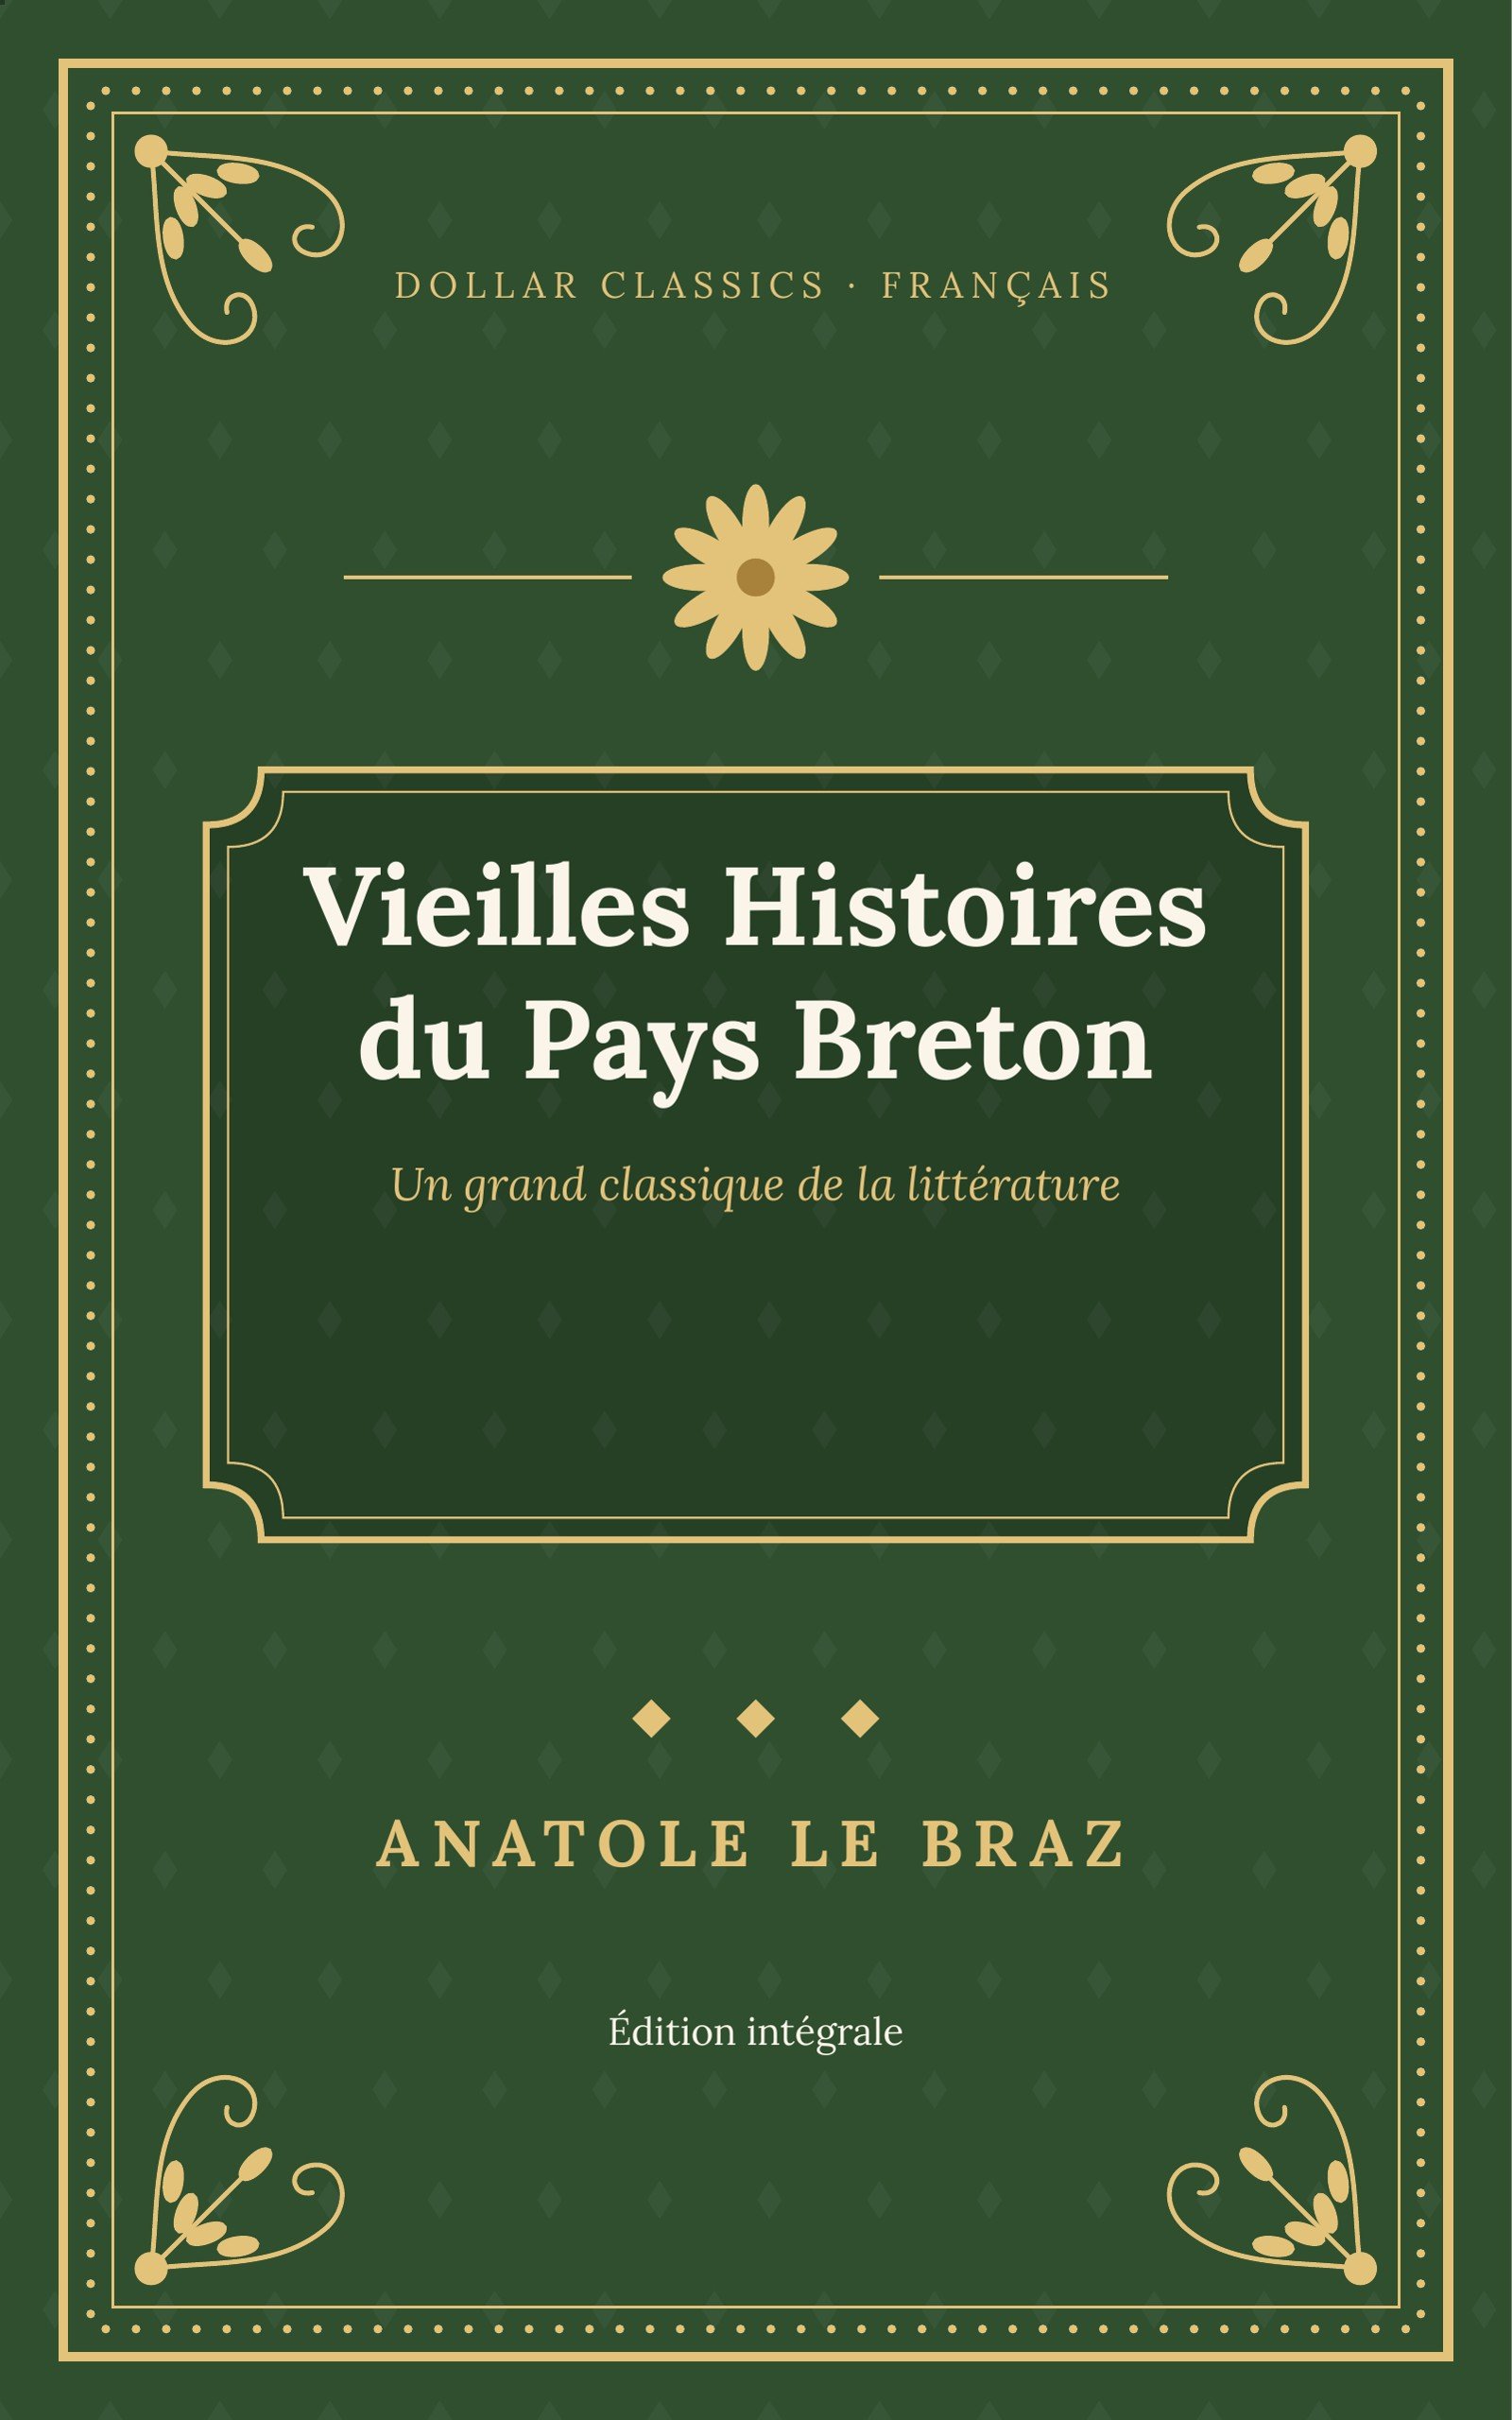 DOLLAR CLASSICS · FRANÇAIS
Vieilles Histoires
du Pays Breton
Un grand classique de la littérature
ANATOLE LE BRAZ
Édition intégrale